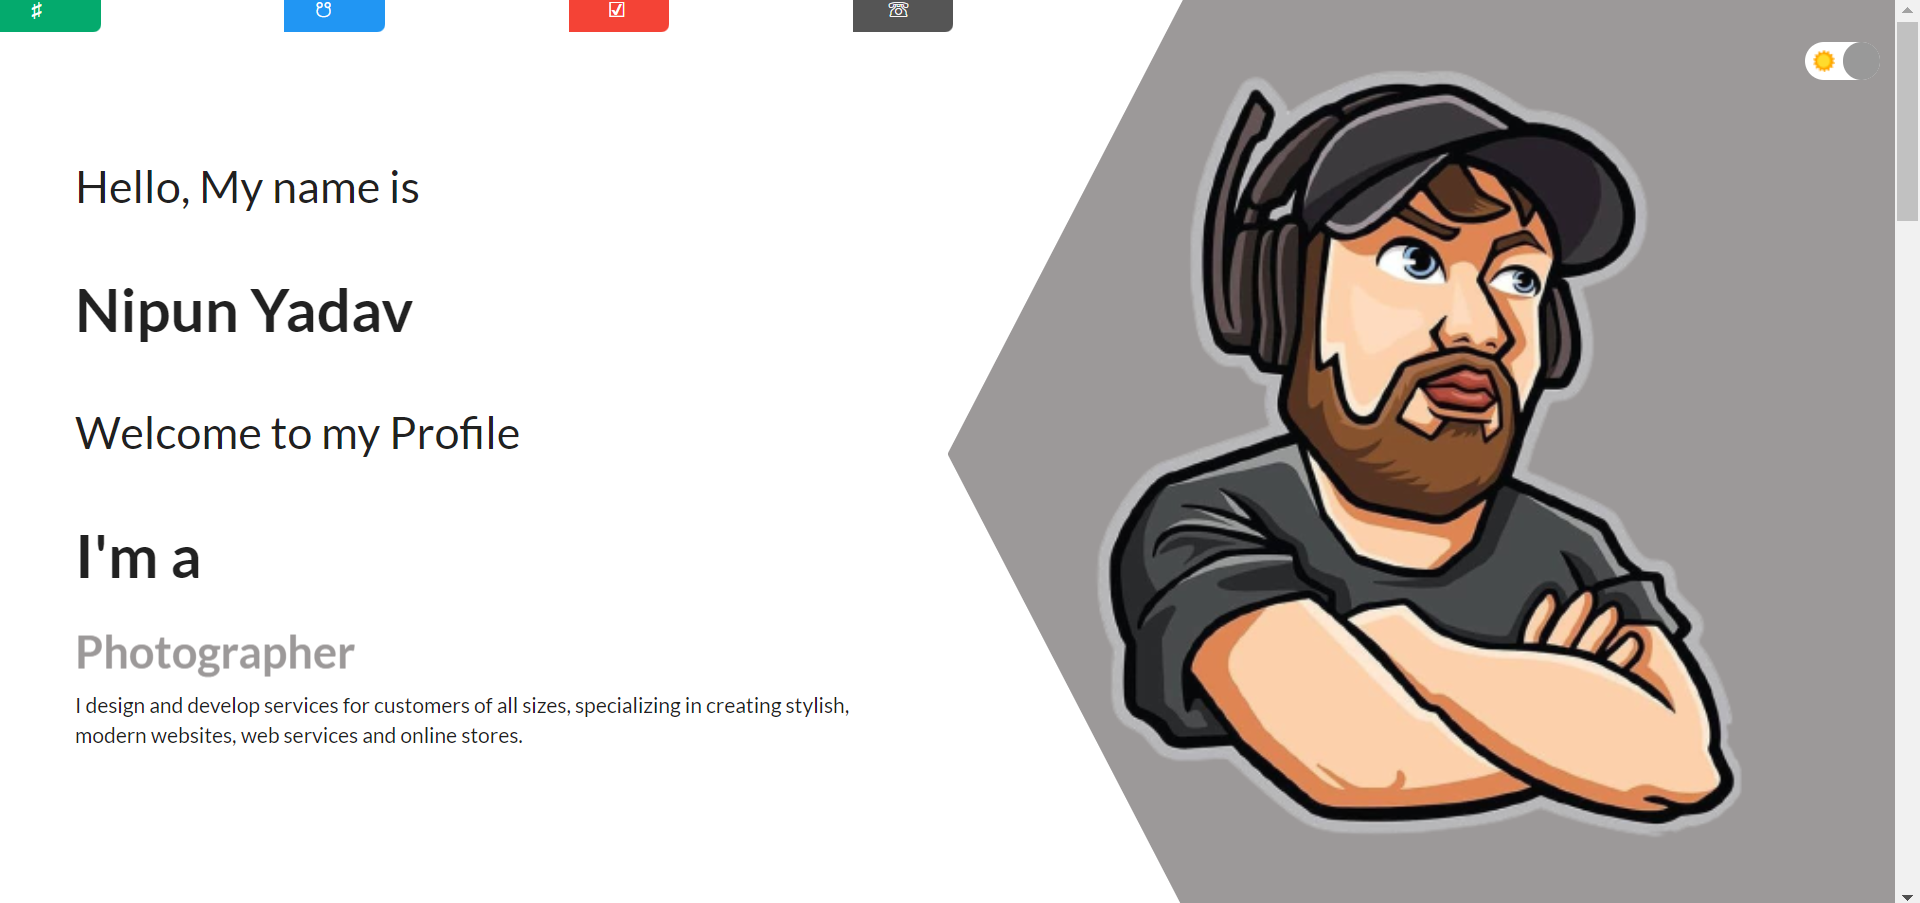 ♯ ☋ ☑ ☏
Hello, My name is
Nipun Yadav
Welcome to my Profile
I'm a
Photographer
I design and develop services for customers of all sizes, specializing in creating stylish,
modern websites, web services and online stores.